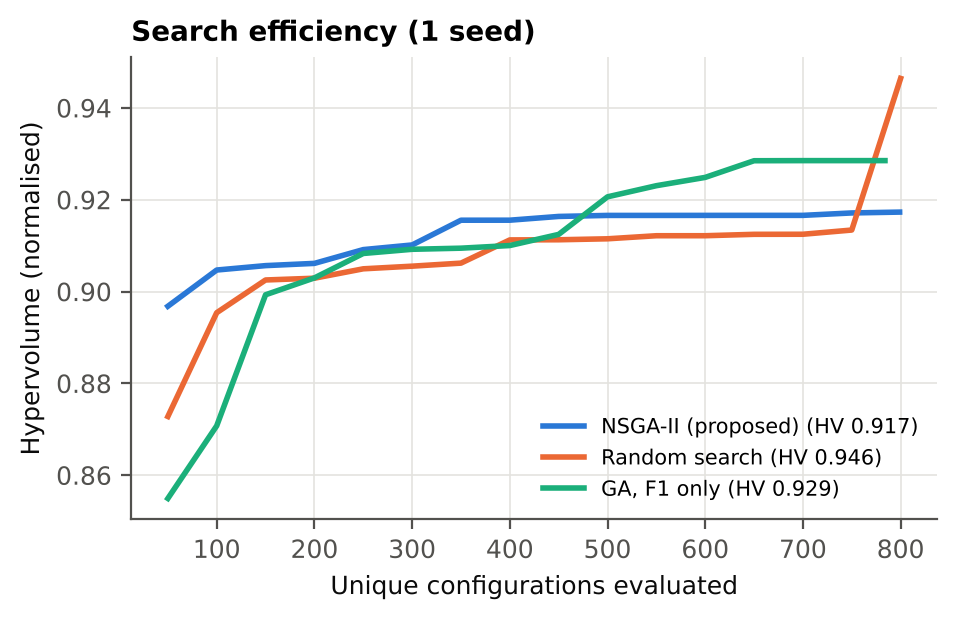 Search efficiency (1 seed)
Hypervolume (normalised)
0.94
0.92
0.90
0.88
0.86
NSGA-II (proposed) (HV 0.917)
Random search (HV 0.946)
GA, F1 only (HV 0.929)
100 200 300 400 500 600 700 800
Unique configurations evaluated